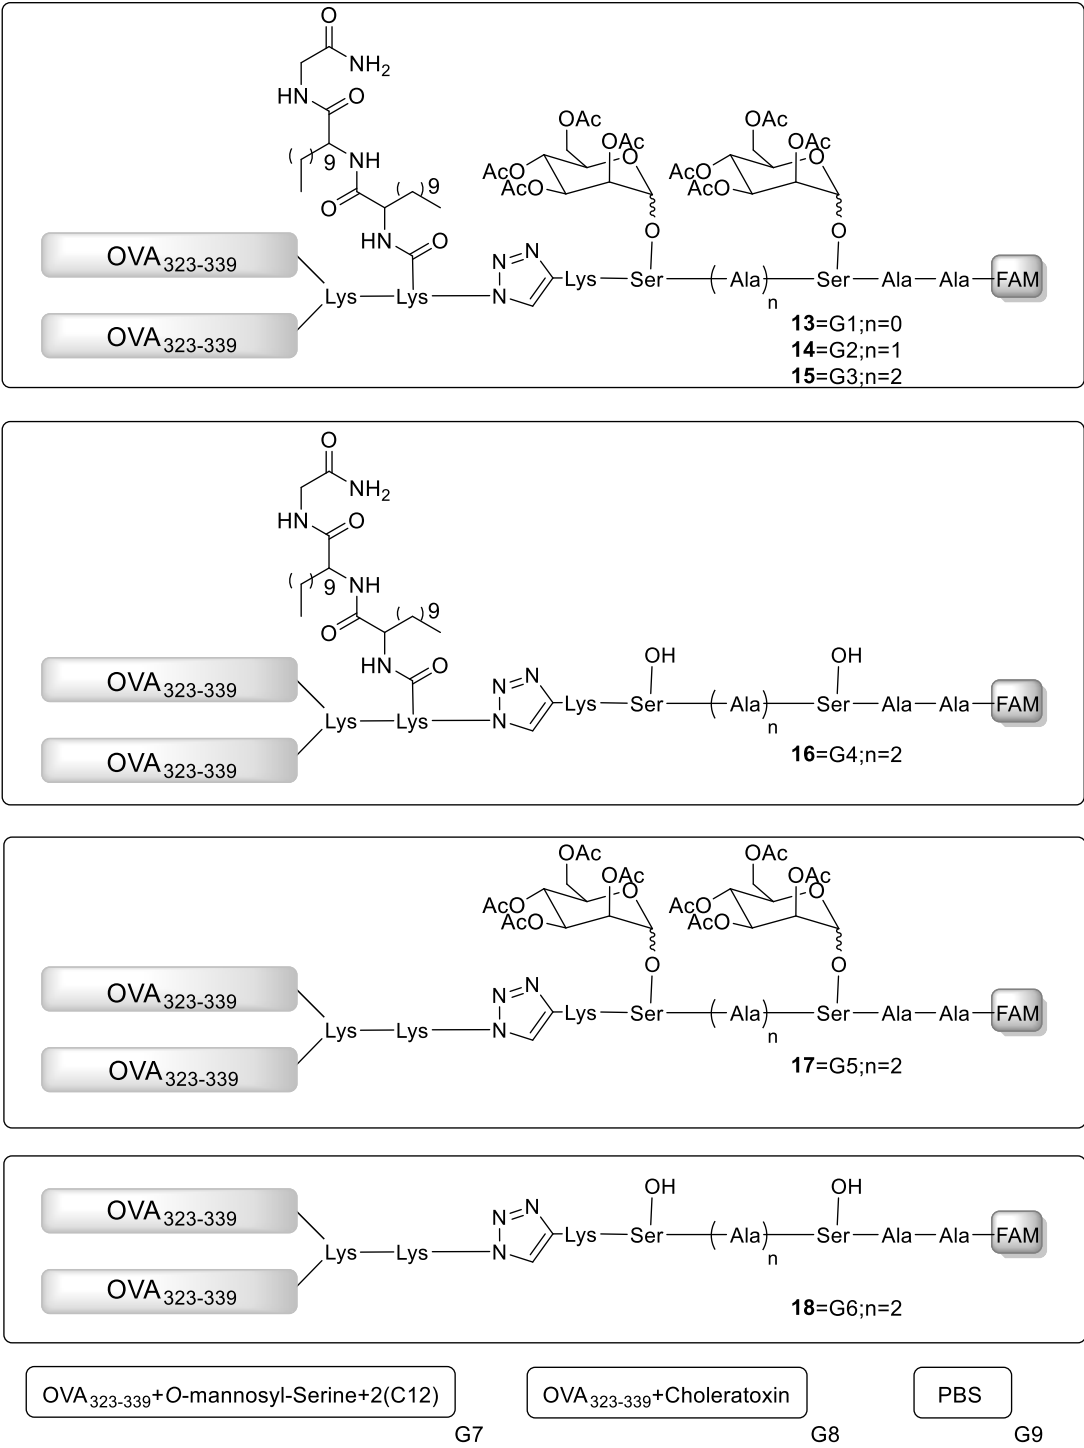 O
NH2
HN
O
( ) 9 NH
O
( ) 9
HN
O
OAc
OAc
O
AcO
AcO
O
OAc
OAc
O
AcO
AcO
O
OVA323-339
OVA323-339
Lys Lys N N N Lys Ser (Ala)n Ser Ala Ala FAM
13=G1;n=0
14=G2;n=1
15=G3;n=2
O
NH2
HN
O
( ) 9 NH
O
( ) 9
HN
O
OH
OH
OVA323-339
OVA323-339
Lys Lys N N N Lys Ser (Ala)n Ser Ala Ala FAM
16=G4;n=2
OAc
OAc
O
AcO
AcO
O
OAc
OAc
O
AcO
AcO
O
OVA323-339
OVA323-339
Lys Lys N N N Lys Ser (Ala)n Ser Ala Ala FAM
17=G5;n=2
OH
OH
OVA323-339
OVA323-339
Lys Lys N N N Lys Ser (Ala)n Ser Ala Ala FAM
18=G6;n=2
OVA323-339+O-mannosyl-Serine+2(C12)
G7
OVA323-339+Choleratoxin
G8
PBS
G9